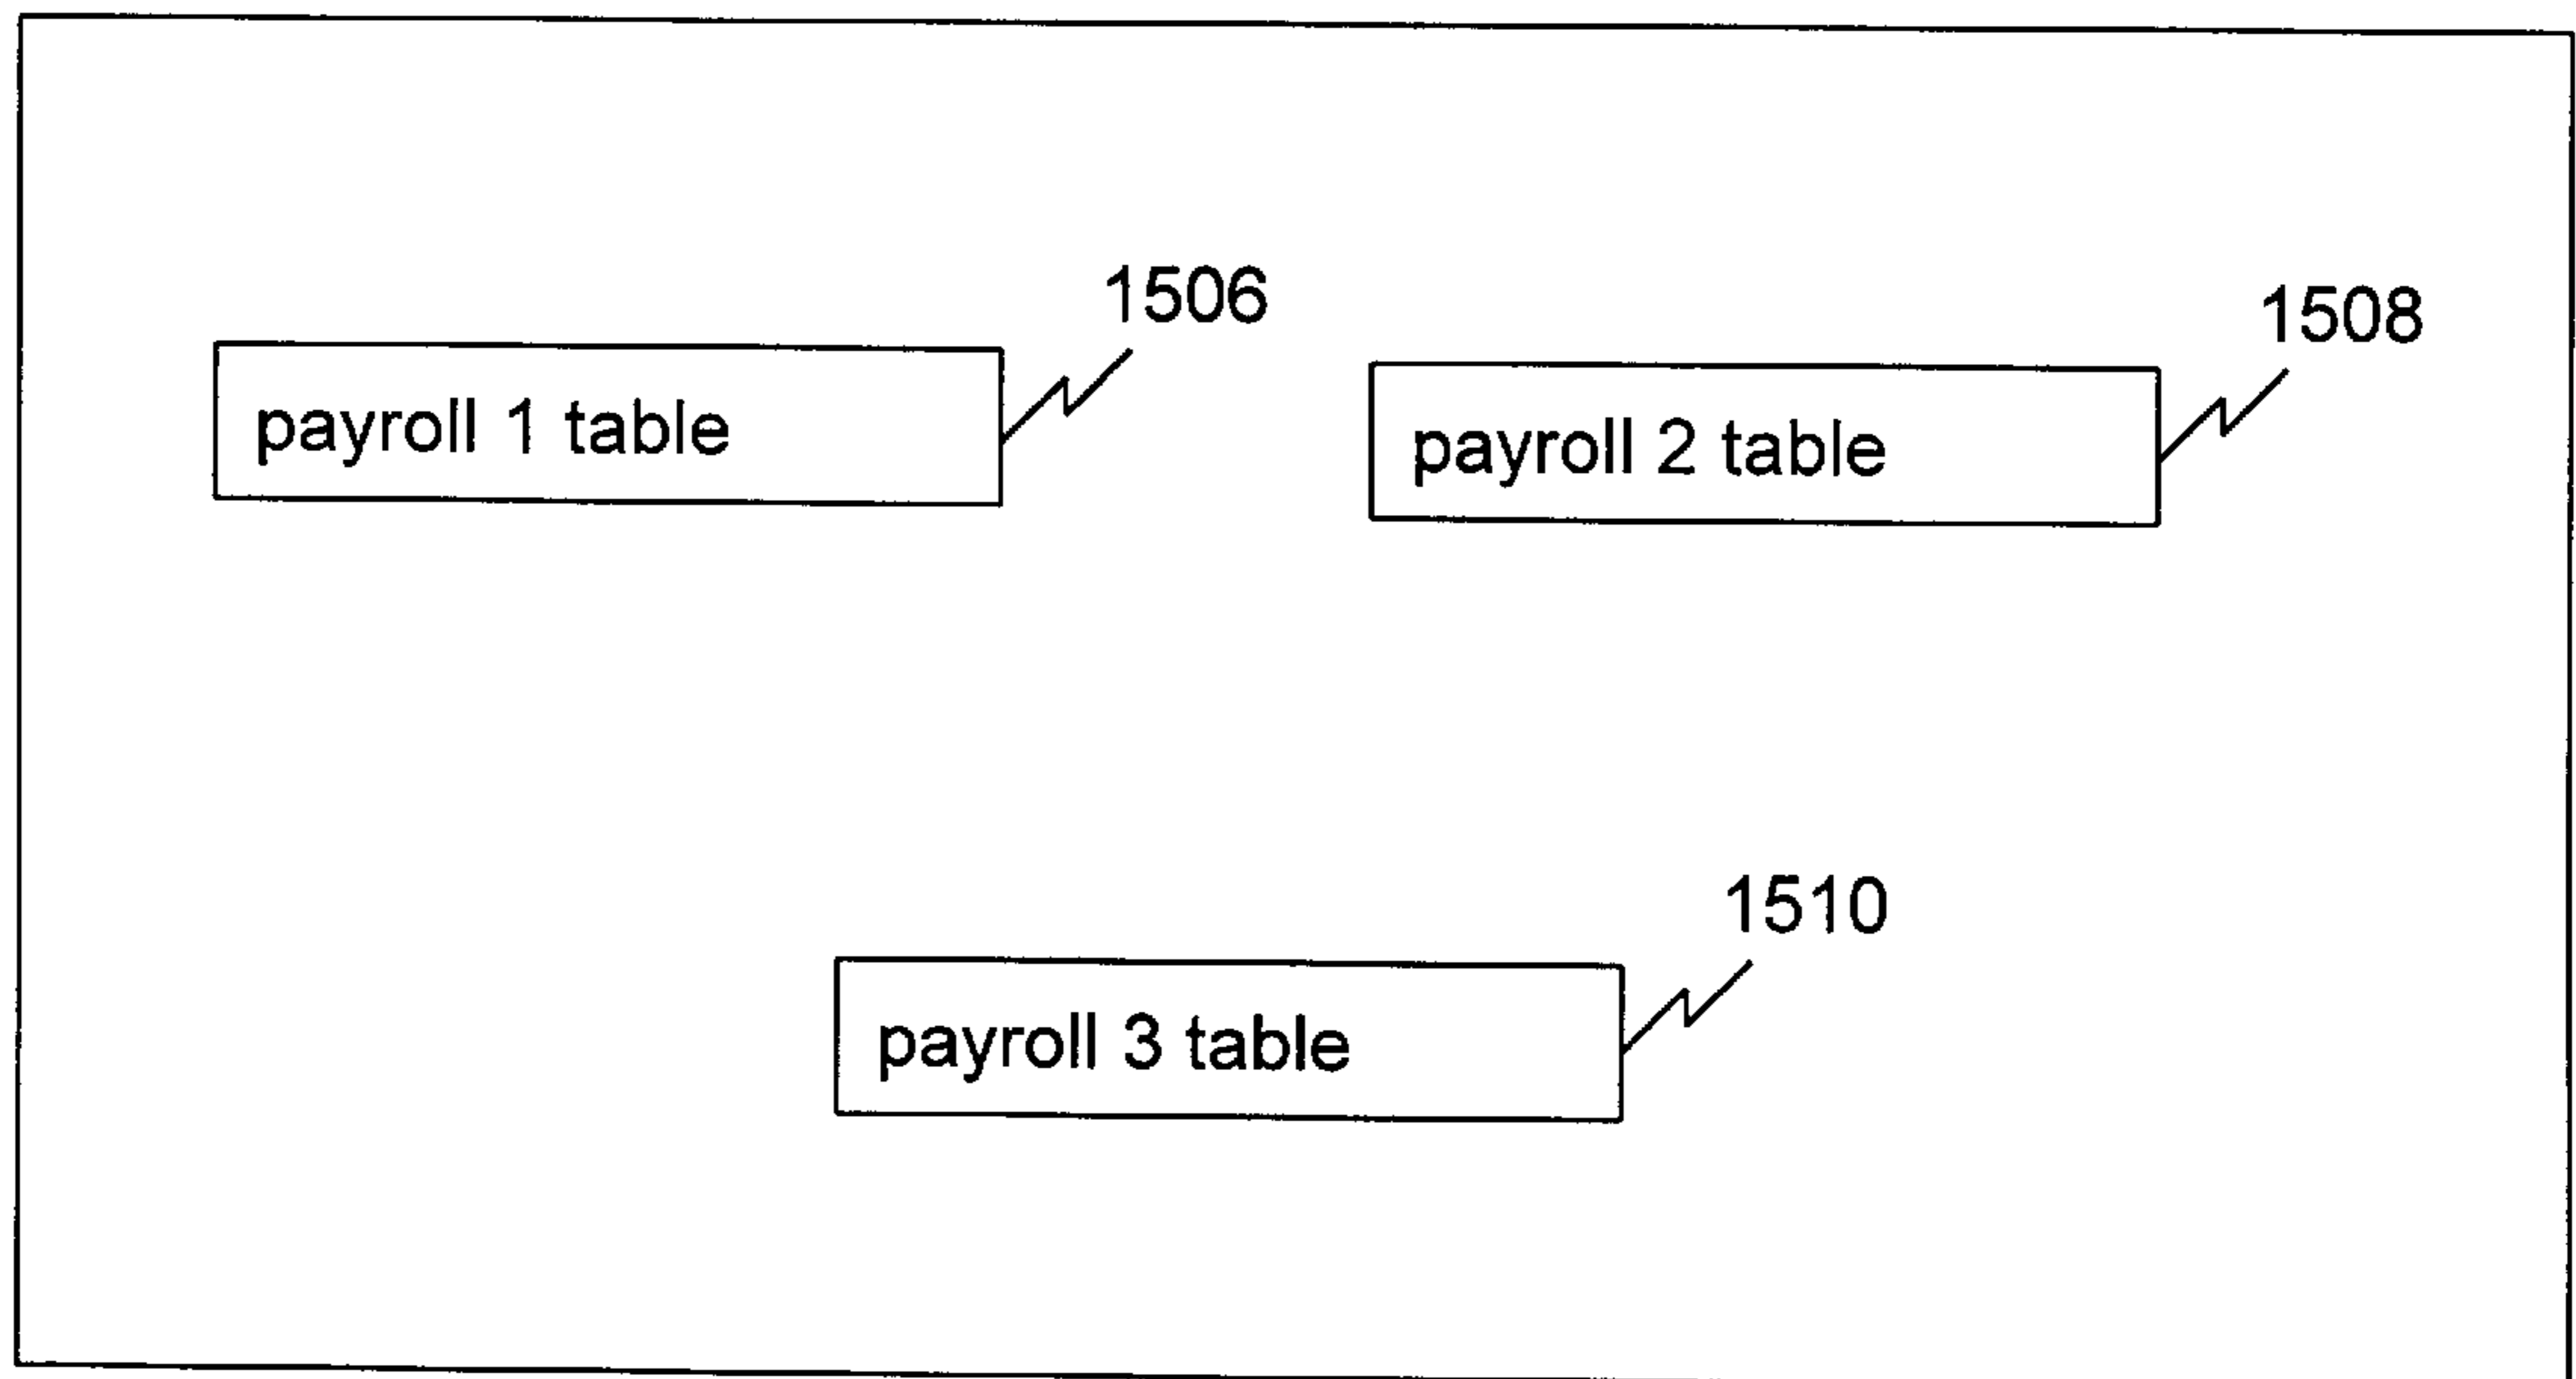 1506
1508
payroll 1 table
payroll 2 table
1510
payroll 3 table